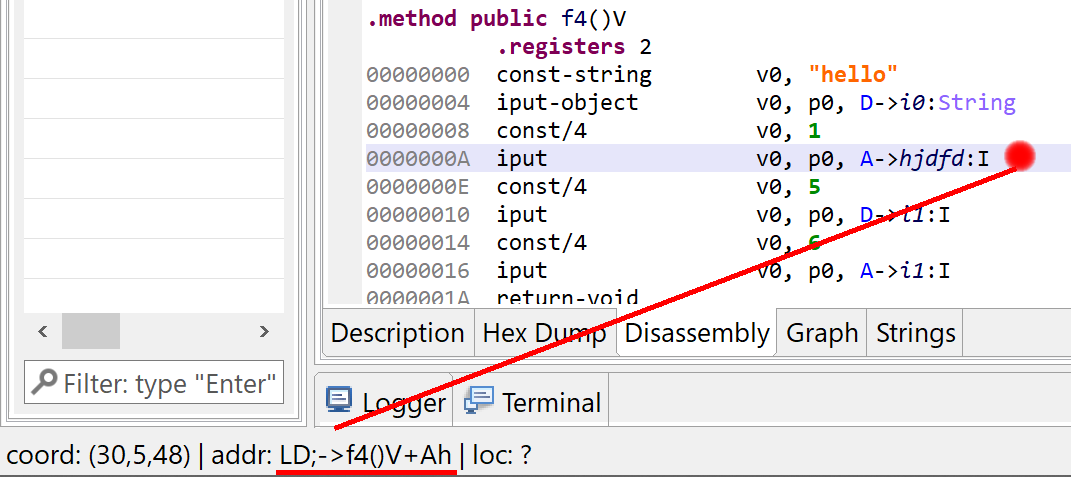 .method public f4()V
.registers 2
00000000 const-string v0, "hello"
00000004 iput-object v0, p0, D->i0:String
00000008 const/4 v0, 1
0000000A iput v0, p0, A->hjdfd:I
0000000E const/4 v0, 5
00000010 iput v0, p0, D->i1:I
00000014 const/4 v0, 6
00000016 iput v0, p0, A->i1:I
0000001A return-void
Description Hex Dump Disassembly Graph Strings
Filter: type "Enter"
Logger Terminal
coord: (30,5,48) | addr: LD;->f4()V+Ah | loc: ?